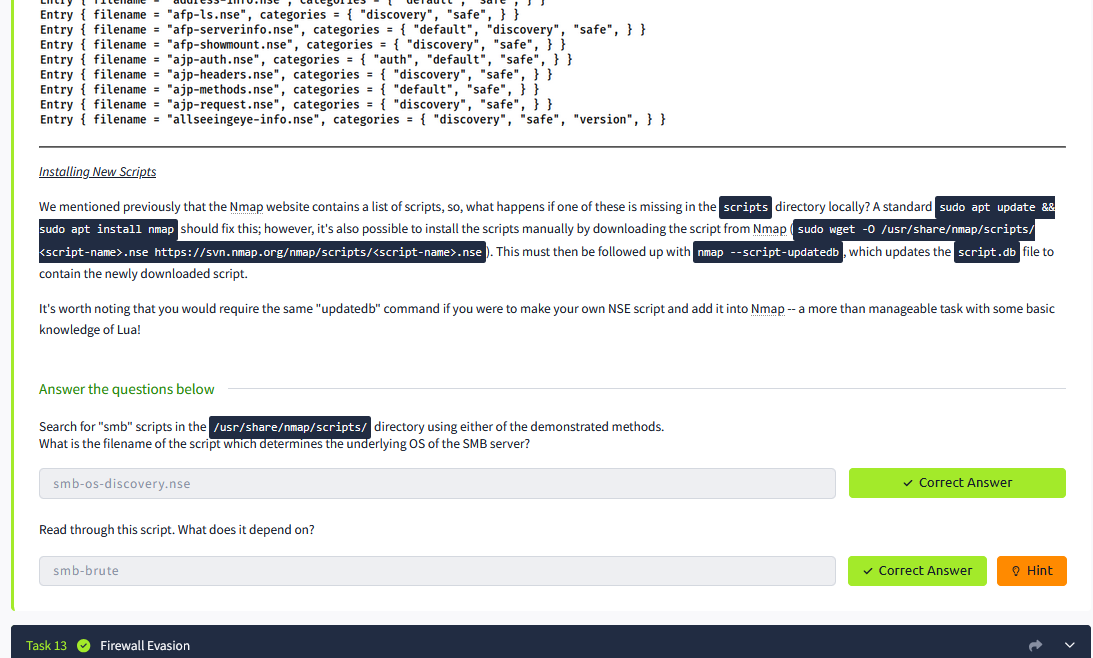 Entry { filename = "address-info.nse", categories = { "default", "safe", } }
Entry { filename = "afp-ls.nse", categories = { "discovery", "safe", } }
Entry { filename = "afp-serverinfo.nse", categories = { "default", "discovery", "safe", } }
Entry { filename = "afp-showmount.nse", categories = { "discovery", "safe", } }
Entry { filename = "ajp-auth.nse", categories = { "auth", "default", "safe", } }
Entry { filename = "ajp-headers.nse", categories = { "discovery", "safe", } }
Entry { filename = "ajp-methods.nse", categories = { "default", "safe", } }
Entry { filename = "ajp-request.nse", categories = { "discovery", "safe", } }
Entry { filename = "allseeingeye-info.nse", categories = { "discovery", "safe", "version", } }
Installing New Scripts
We mentioned previously that the Nmap website contains a list of scripts, so, what happens if one of these is missing in the scripts directory locally? A standard sudo apt update &&
sudo apt install nmap should fix this; however, it's also possible to install the scripts manually by downloading the script from Nmap ( sudo wget -O /usr/share/nmap/scripts/
<script-name>.nse https://svn.nmap.org/nmap/scripts/<script-name>.nse ). This must then be followed up with nmap --script-updatedb , which updates the script.db file to
contain the newly downloaded script.
It's worth noting that you would require the same "updatedb" command if you were to make your own NSE script and add it into Nmap -- a more than manageable task with some basic
knowledge of Lua!
Answer the questions below
Search for "smb" scripts in the /usr/share/nmap/scripts/ directory using either of the demonstrated methods.
What is the filename of the script which determines the underlying OS of the SMB server?
smb-os-discovery.nse
Correct Answer
Read through this script. What does it depend on?
smb-brute
Correct Answer
Hint
Task 13
Firewall Evasion